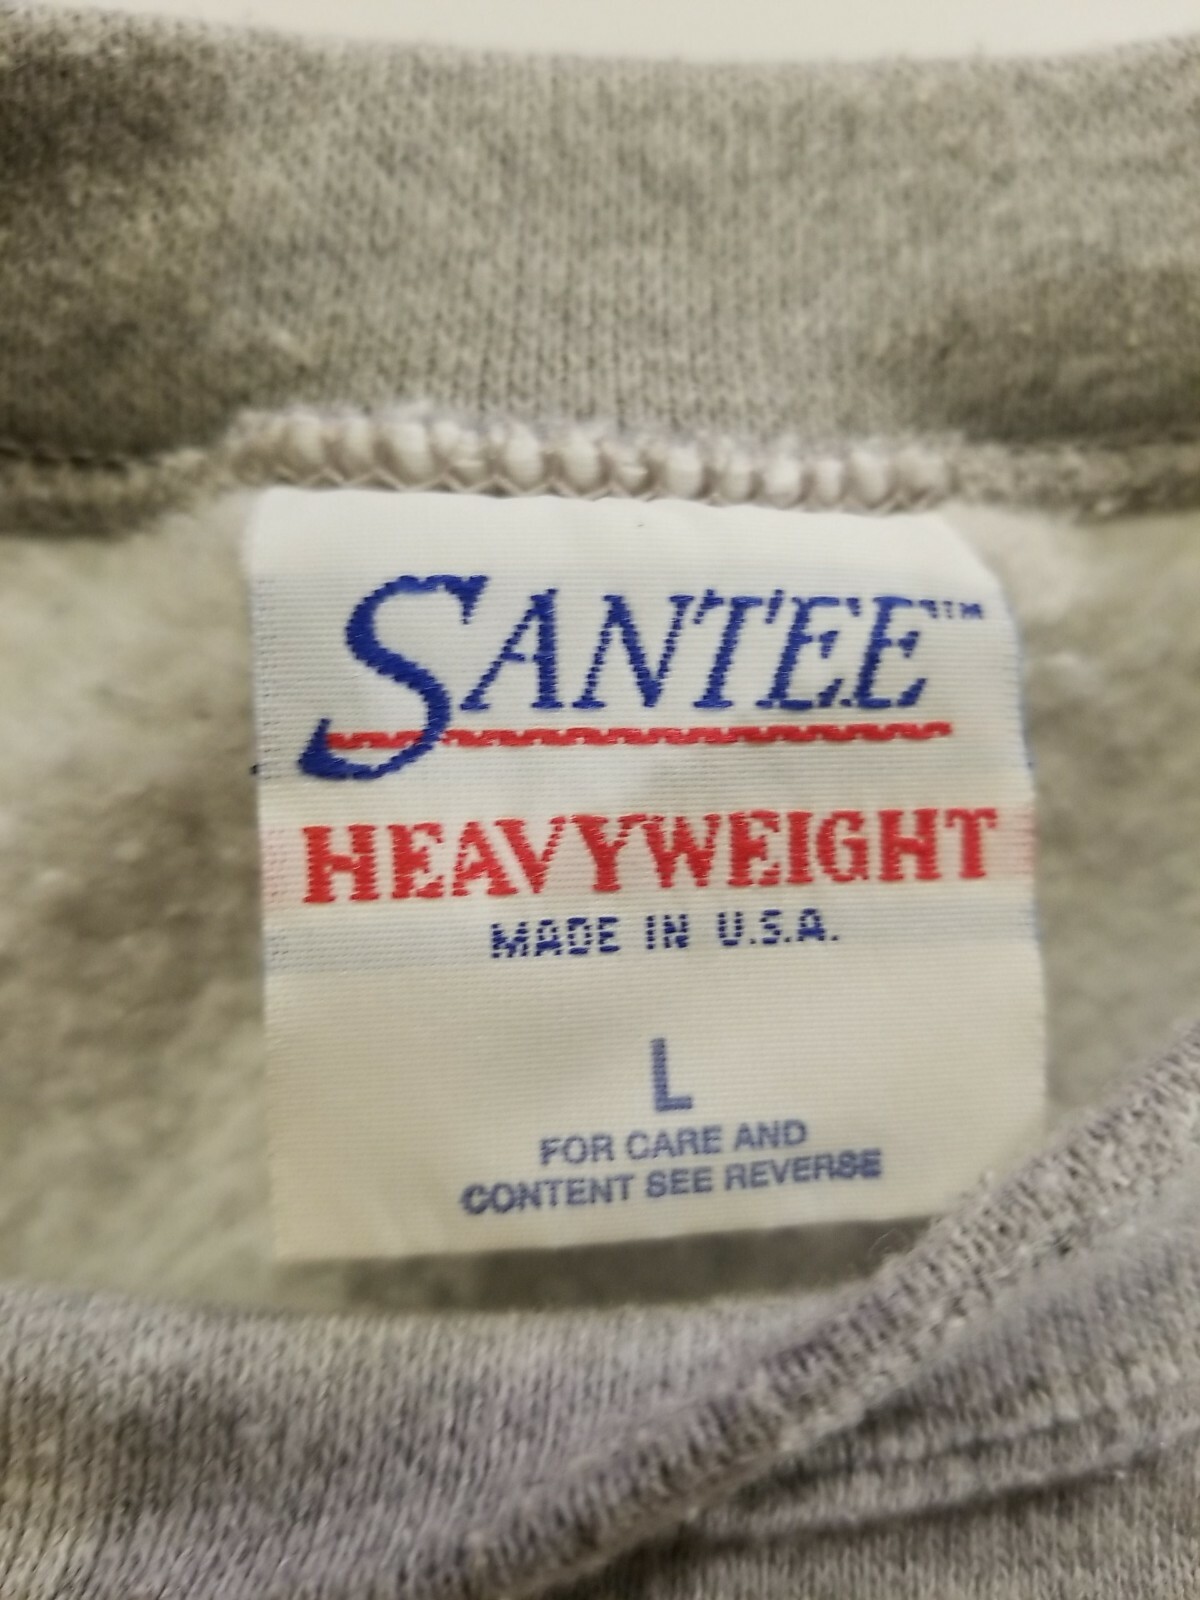 SANTEE™
HEAVYWEIGHT
MADE IN U.S.A.
L
FOR CARE AND
CONTENT SEE REVERSE